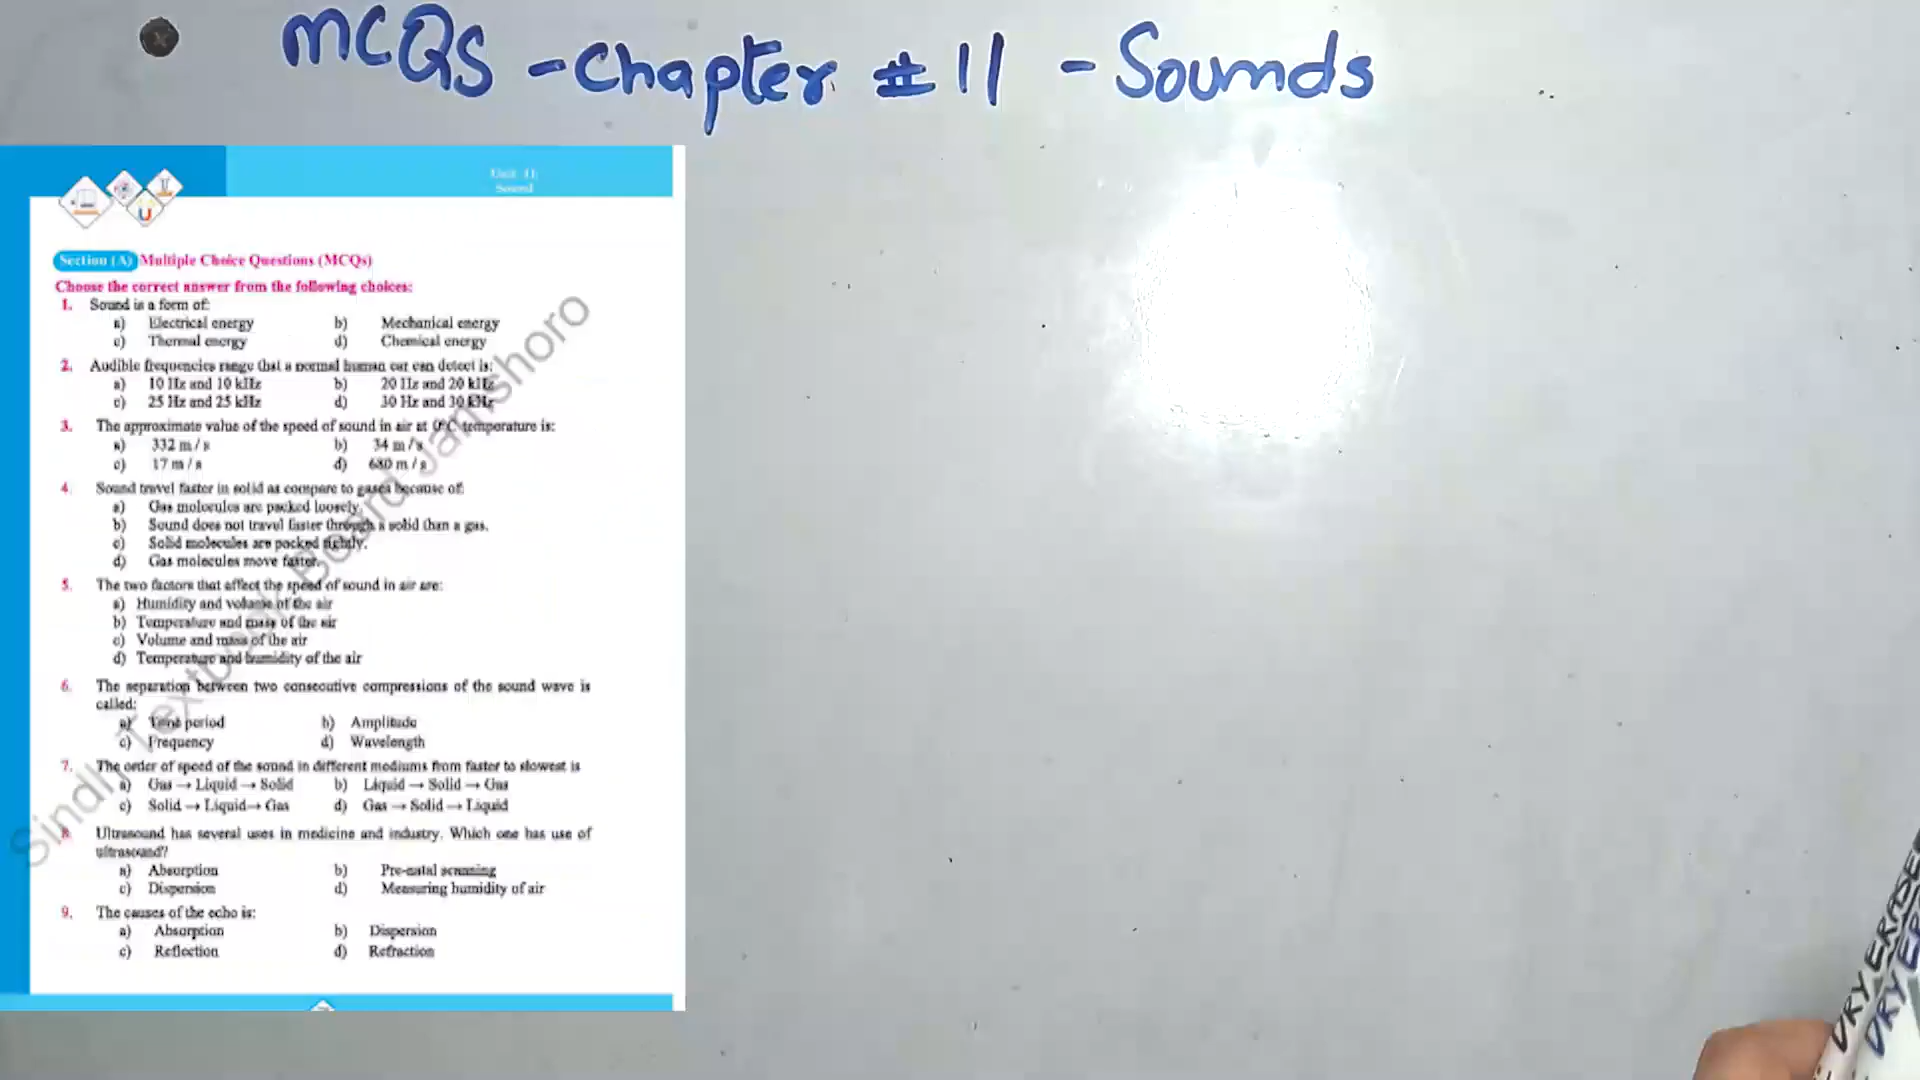 MCQS - Chapter # 11 - Sounds
Unit 11:
Sound
Section (A) Multiple Choice Questions (MCQs)
Choose the correct answer from the following choices:
1. Sound is a form of:
a) Electrical energy b) Mechanical energy
c) Thermal energy d) Chemical energy
2. Audible frequencies range that a normal human ear can detect is:
a) 10 Hz and 10 kHz b) 20 Hz and 20 kHz
c) 25 Hz and 25 kHz d) 30 Hz and 30 kHz
3. The approximate value of the speed of sound in air at 0°C temperature is:
a) 332 m / s b) 34 m / s
c) 17 m / s d) 680 m / s
4. Sound travel faster in solid as compare to gases because of:
a) Gas molecules are packed loosely.
b) Sound does not travel faster through a solid than a gas.
c) Solid molecules are packed tightly.
d) Gas molecules move faster.
5. The two factors that affect the speed of sound in air are:
a) Humidity and volume of the air
b) Temperature and mass of the air
c) Volume and mass of the air
d) Temperature and humidity of the air
6. The separation between two consecutive compressions of the sound wave is
called:
a) Time period b) Amplitude
c) Frequency d) Wavelength
7. The order of speed of the sound in different mediums from faster to slowest is
a) Gas → Liquid → Solid b) Liquid → Solid → Gas
c) Solid → Liquid → Gas d) Gas → Solid → Liquid
8. Ultrasound has several uses in medicine and industry. Which one has use of
ultrasound?
a) Absorption b) Pre-natal scanning
c) Dispersion d) Measuring humidity of air
9. The causes of the echo is:
a) Absorption b) Dispersion
c) Reflection d) Refraction
Sindh Textbook Board Jamshoro
DRY ERASE
DRY ER